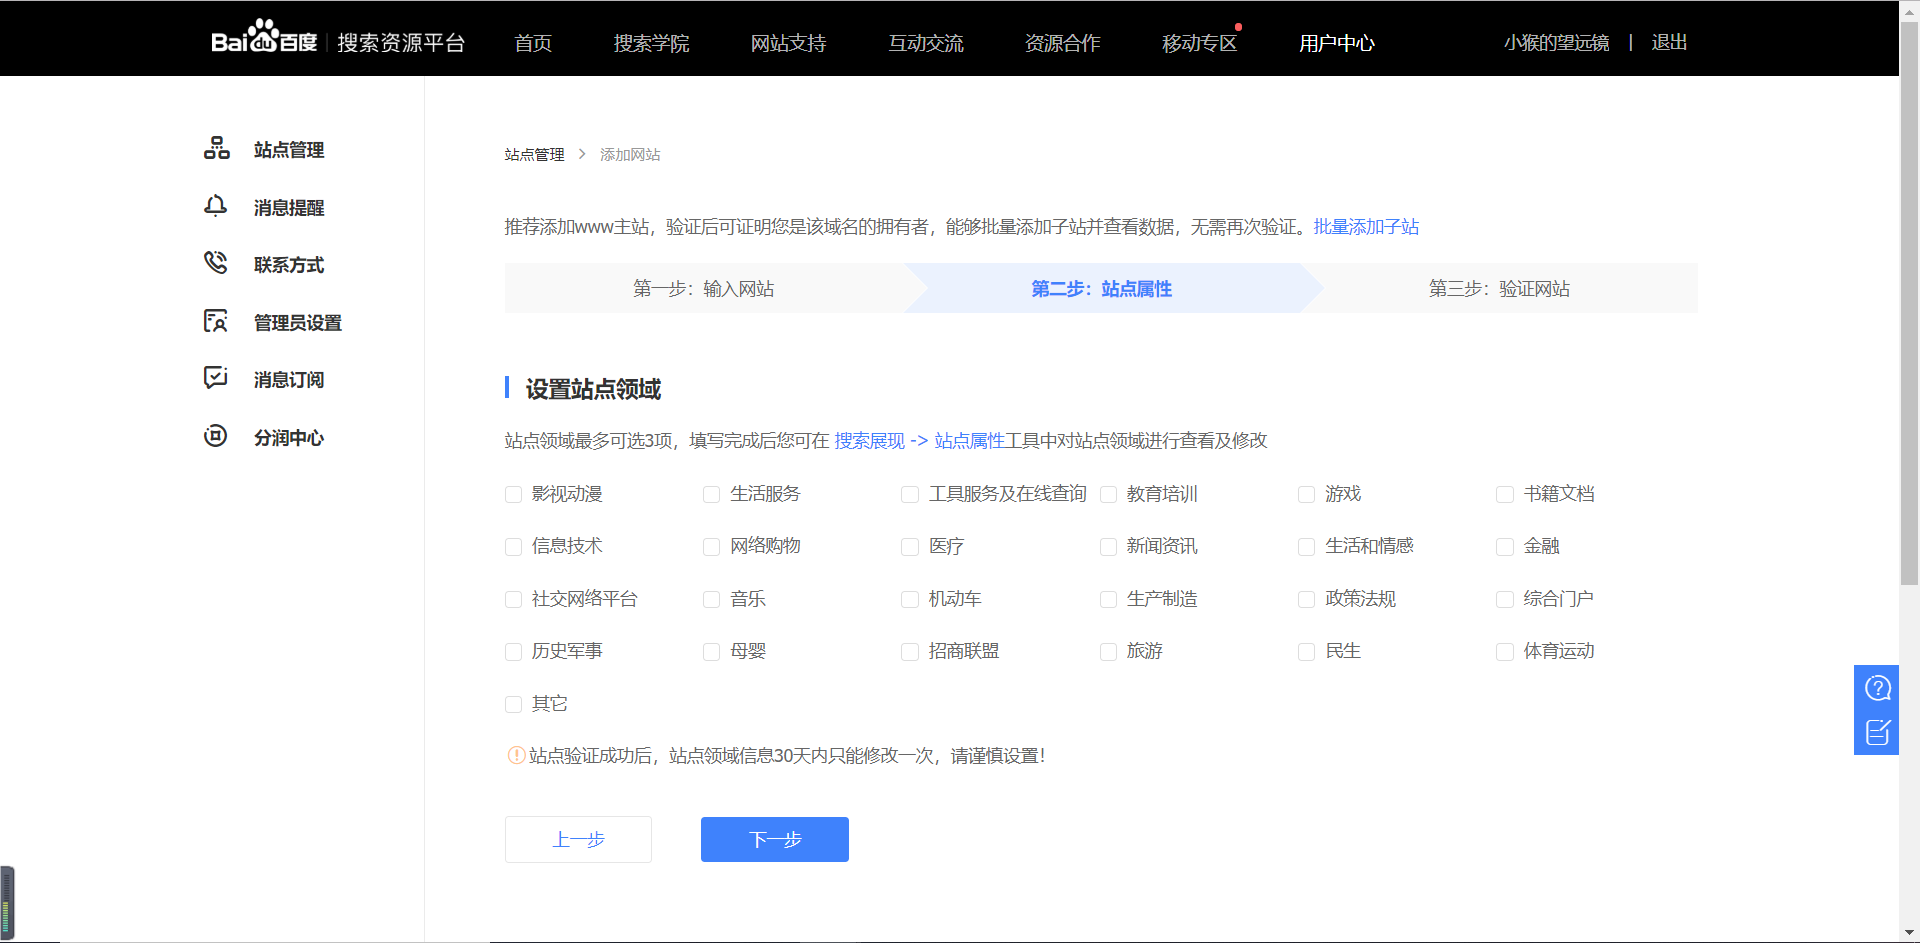 Bai du 百度 搜索资源平台 首页 搜索学院 网站支持 互动交流 资源合作 移动专区 用户中心 小猴的望远镜 | 退出
站点管理
消息提醒
联系方式
管理员设置
消息订阅
分润中心
站点管理 > 添加网站
推荐添加www主站，验证后可证明您是该域名的拥有者，能够批量添加子站并查看数据，无需再次验证。批量添加子站
第一步：输入网站 第二步：站点属性 第三步：验证网站
设置站点领域
站点领域最多可选3项，填写完成后您可在 搜索展现 -> 站点属性工具中对站点领域进行查看及修改
影视动漫 生活服务 工具服务及在线查询 教育培训 游戏 书籍文档
信息技术 网络购物 医疗 新闻资讯 生活和情感 金融
社交网络平台 音乐 机动车 生产制造 政策法规 综合门户
历史军事 母婴 招商联盟 旅游 民生 体育运动
其它
站点验证成功后，站点领域信息30天内只能修改一次，请谨慎设置！
上一步 下一步